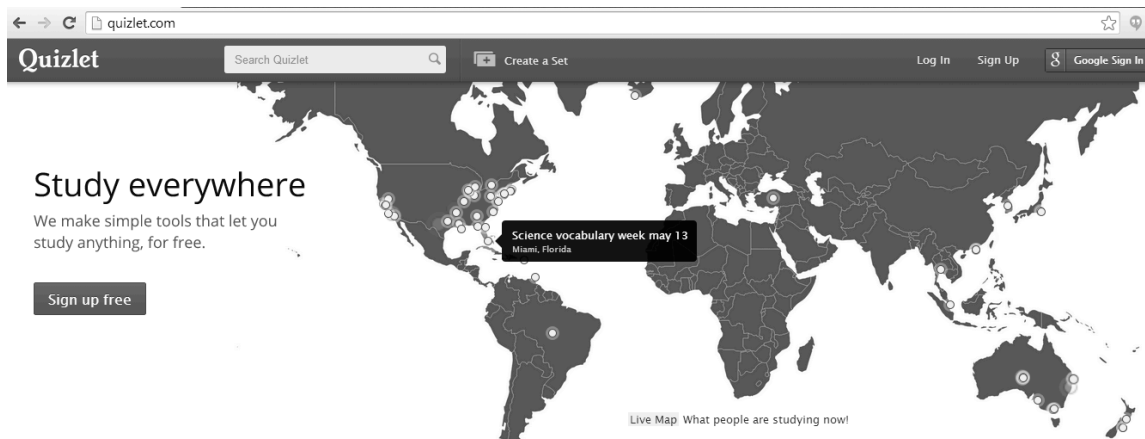 quizlet.com
Quizlet
Search Quizlet
Create a Set
Log In
Sign Up
8 Google Sign In
Study everywhere
We make simple tools that let you
study anything, for free.
Sign up free
Science vocabulary week may 13
Miami, Florida
Live Map What people are studying now!